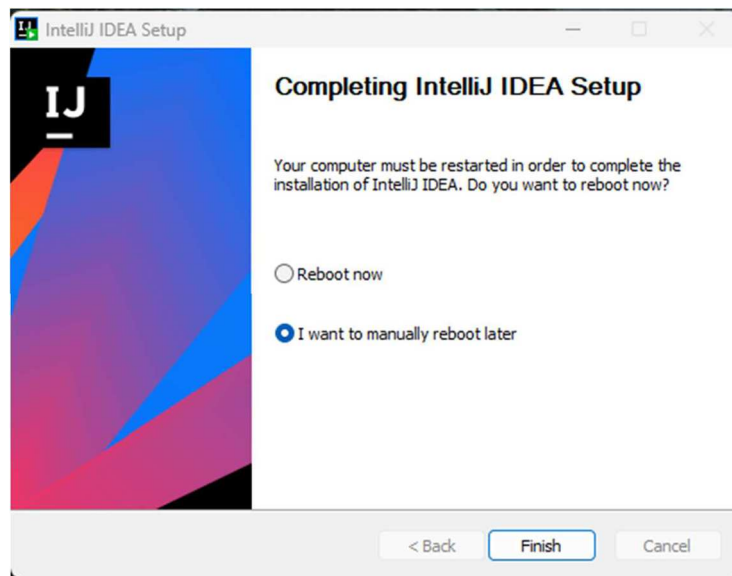 IntelliJ IDEA Setup
IJ
Completing IntelliJ IDEA Setup
Your computer must be restarted in order to complete the
installation of IntelliJ IDEA. Do you want to reboot now?
Reboot now
I want to manually reboot later
< Back
Finish
Cancel